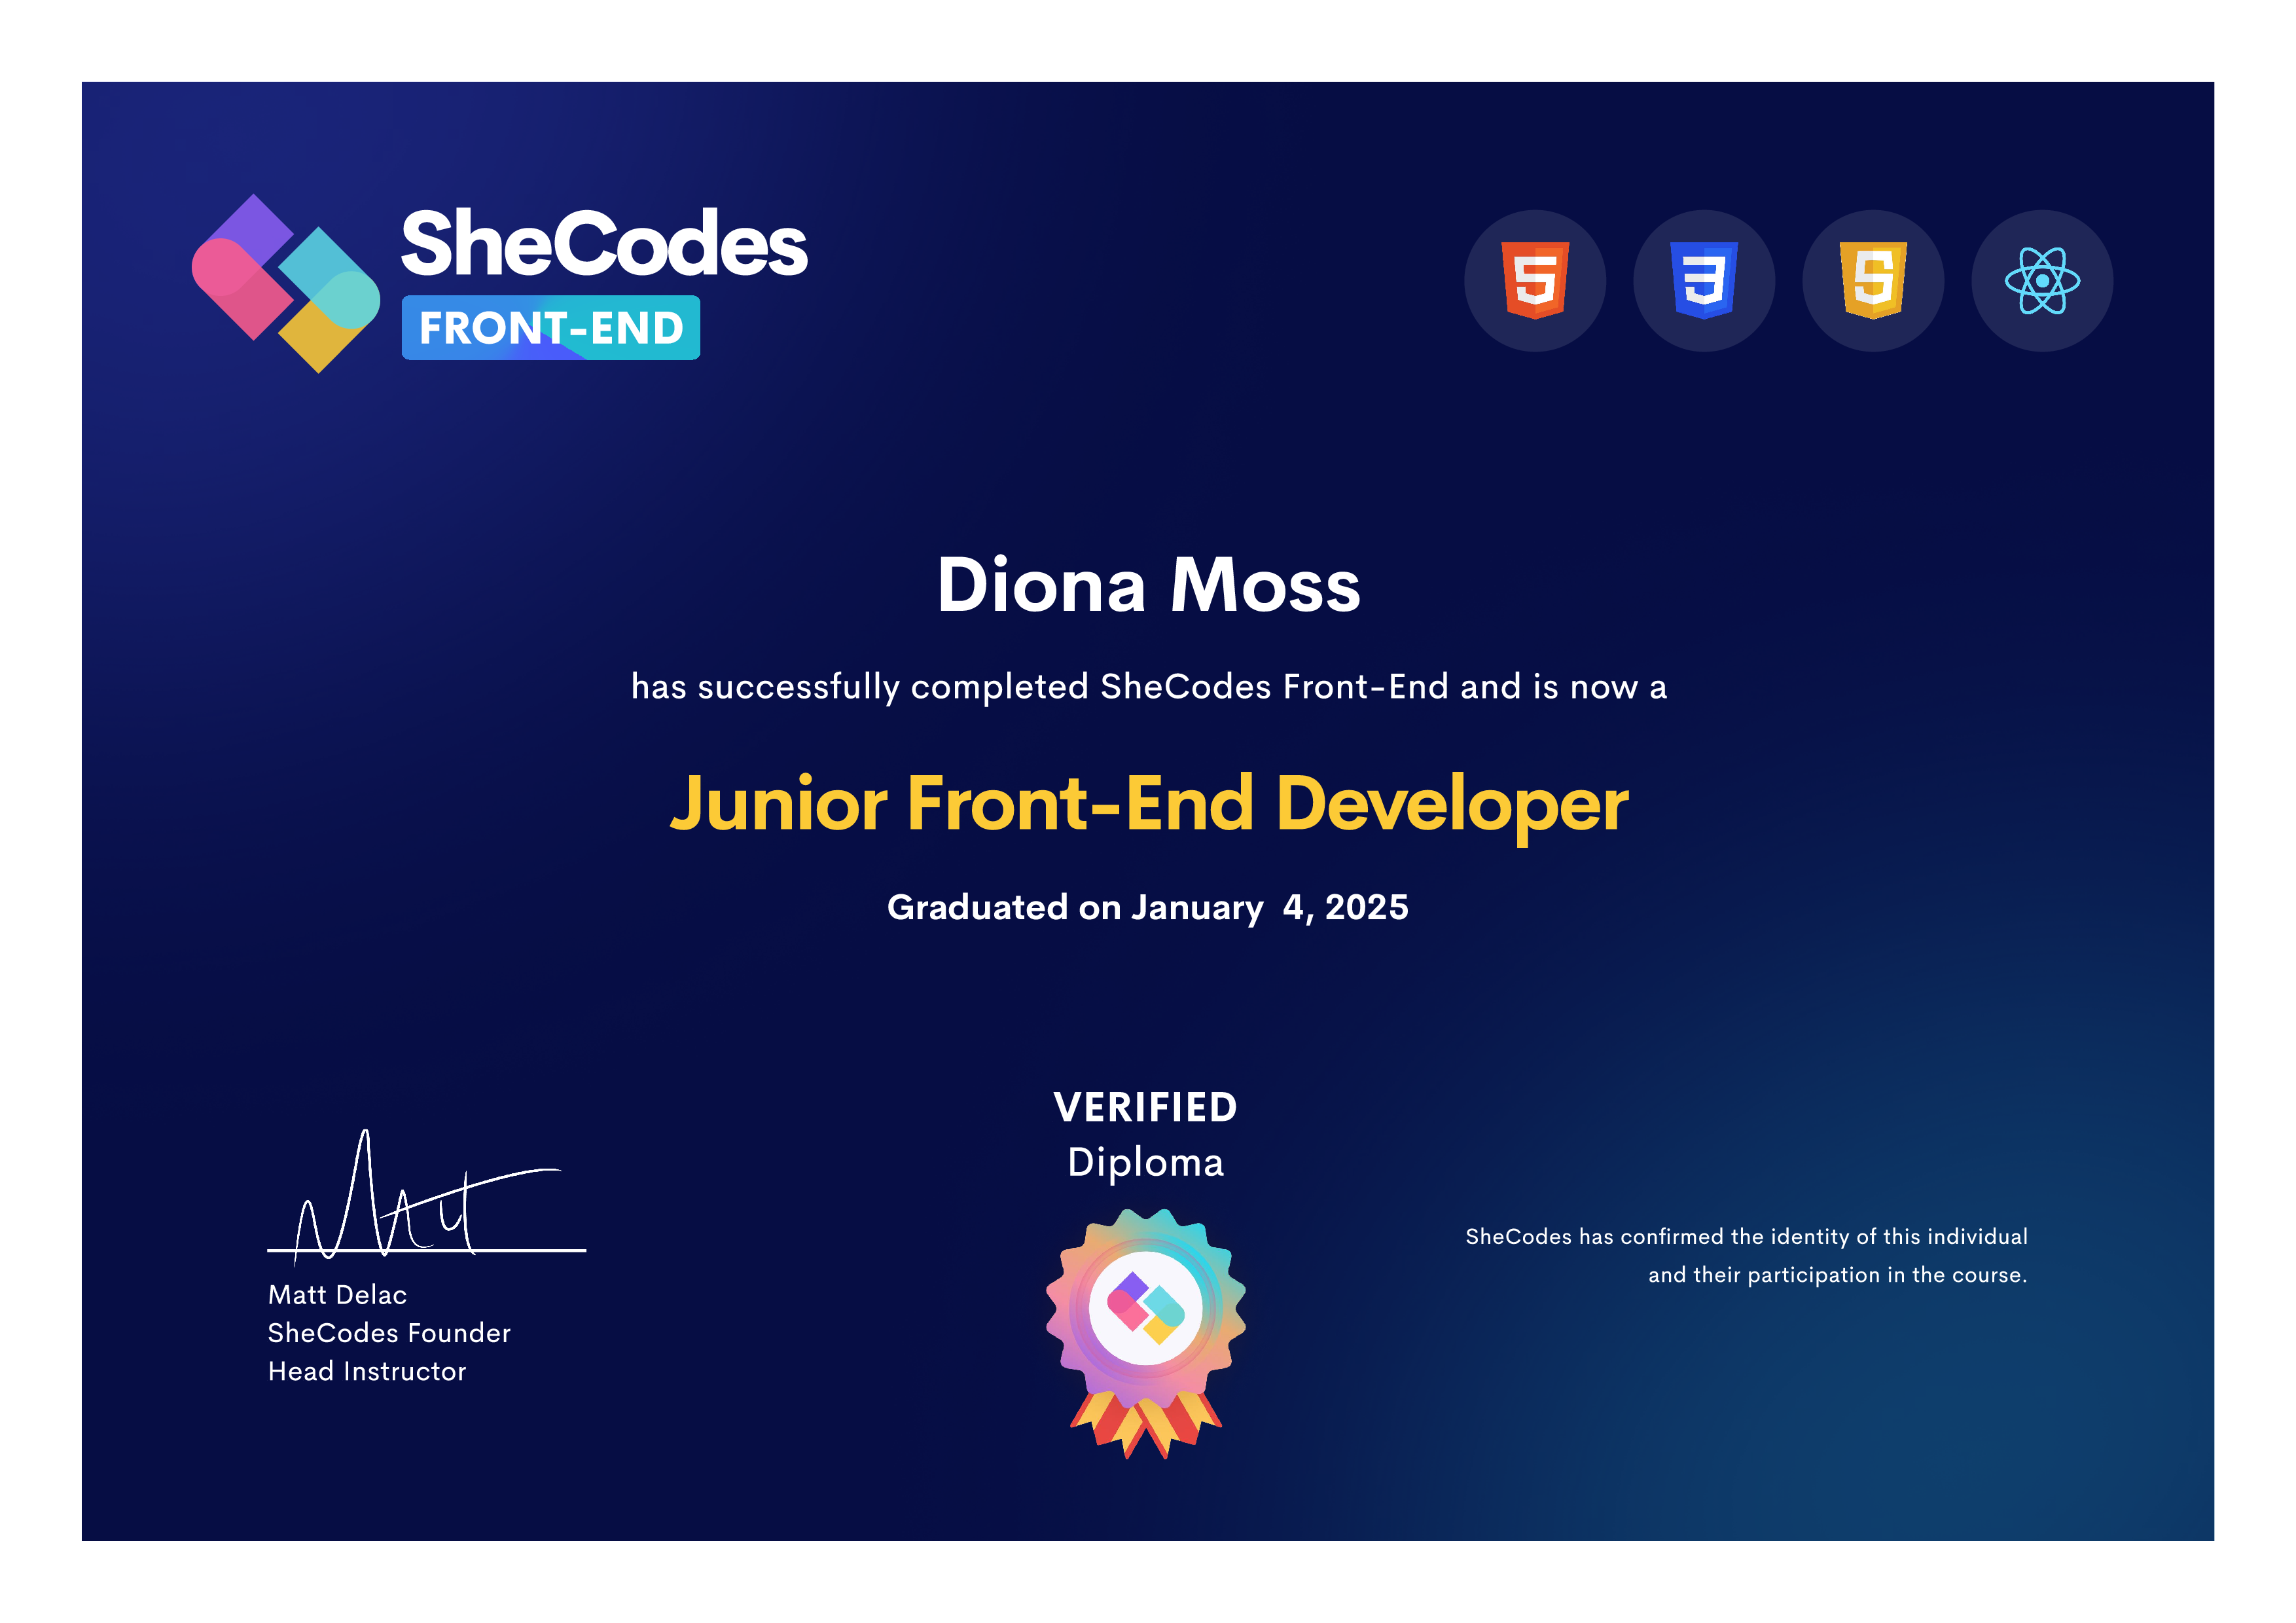 SheCodes
FRONT-END
Diona Moss
has successfully completed SheCodes Front-End and is now a
Junior Front-End Developer
Graduated on January  4, 2025
VERIFIED
Diploma
Matt Delac
SheCodes Founder
Head Instructor
SheCodes has confirmed the identity of this individual
and their participation in the course.